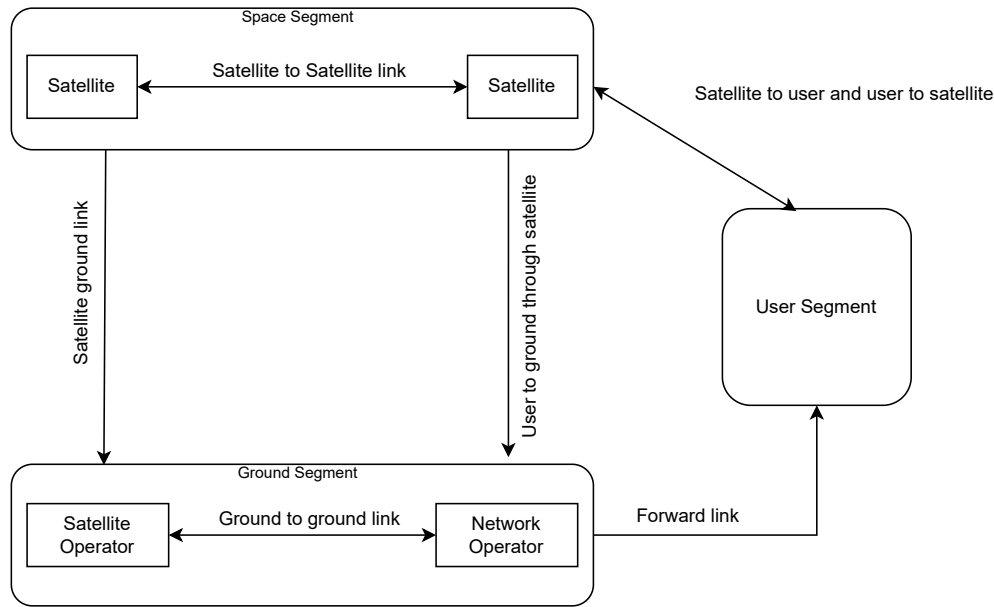 Space Segment
Satellite
Satellite to Satellite link
Satellite
Satellite to user and user to satellite
Satellite ground link
User to ground through satellite
User Segment
Ground Segment
Satellite
Operator
Ground to ground link
Network
Operator
Forward link